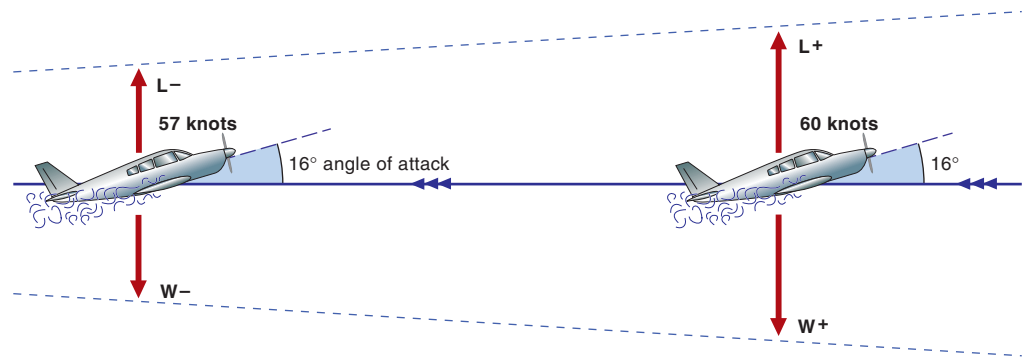 L–
57 knots
16° angle of attack
W–
L+
60 knots
16°
W+